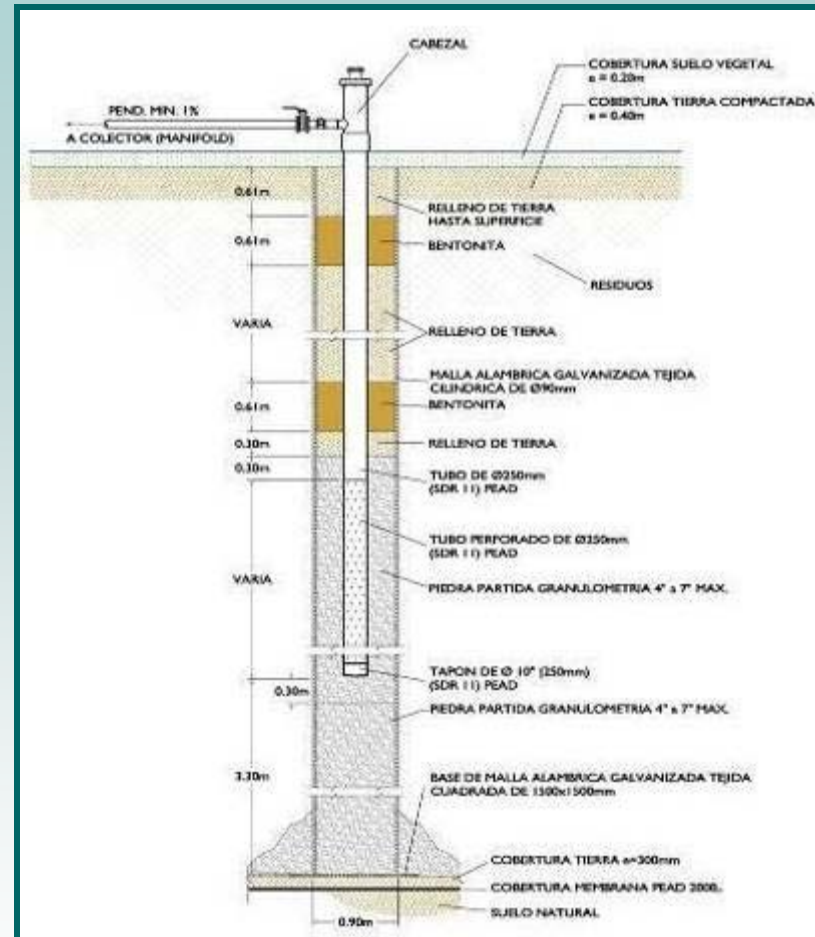 CABEZAL
COBERTURA SUELO VEGETAL
e = 0.20m
PEND. MIN. 1%
COBERTURA TIERRA COMPACTADA
e = 0.40m
A COLECTOR (MANIFOLD)
0.61m
RELLENO DE TIERRA
HASTA SUPERFICIE
0.61m
BENTONITA
RESIDUOS
VARIA
RELLENO DE TIERRA
MALLA ALAMBRICA GALVANIZADA TEJIDA
CILINDRICA DE Ø90mm
0.61m
BENTONITA
0.30m
RELLENO DE TIERRA
0.30m
TUBO DE Ø250mm
(SDR 11) PEAD
TUBO PERFORADO DE Ø250mm
(SDR 11) PEAD
VARIA
PIEDRA PARTIDA GRANULOMETRIA 4" a 7" MAX.
TAPON DE Ø 10" (250mm)
(SDR 11) PEAD
0.30m
PIEDRA PARTIDA GRANULOMETRIA 4" a 7" MAX.
3.30m
BASE DE MALLA ALAMBRICA GALVANIZADA TEJIDA
CUADRADA DE 1500x1500mm
COBERTURA TIERRA e=300mm
COBERTURA MEMBRANA PEAD
SUELO NATURAL
0.90m